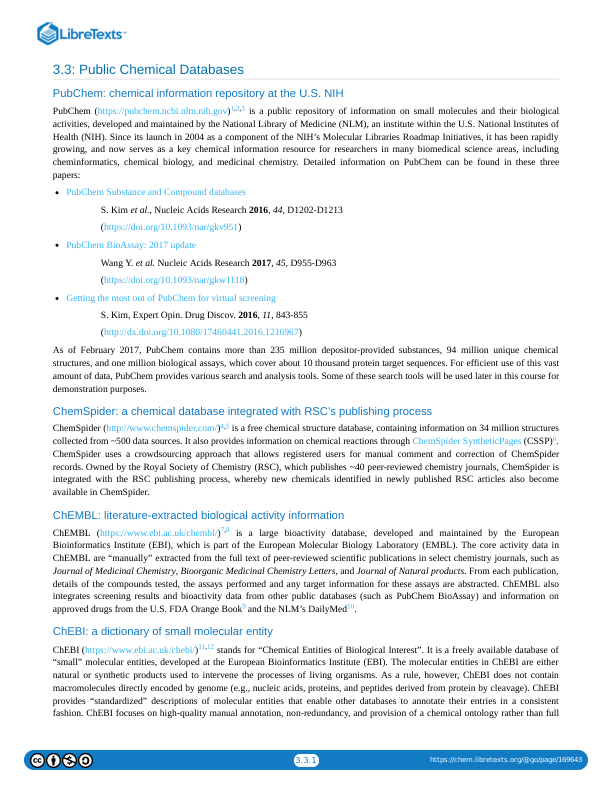 LibreTexts™
3.3: Public Chemical Databases
PubChem: chemical information repository at the U.S. NIH
PubChem (https://pubchem.ncbi.nlm.nih.gov)1,2,3 is a public repository of information on small molecules and their biological
activities, developed and maintained by the National Library of Medicine (NLM), an institute within the U.S. National Institutes of
Health (NIH). Since its launch in 2004 as a component of the NIH's Molecular Libraries Roadmap Initiatives, it has been rapidly
growing, and now serves as a key chemical information resource for researchers in many biomedical science areas, including
cheminformatics, chemical biology, and medicinal chemistry. Detailed information on PubChem can be found in these three
papers:
• PubChem Substance and Compound databases
S. Kim et al., Nucleic Acids Research 2016, 44, D1202-D1213
(https://doi.org/10.1093/nar/gkv951)
• PubChem BioAssay: 2017 update
Wang Y. et al. Nucleic Acids Research 2017, 45, D955-D963
(https://doi.org/10.1093/nar/gkw1118)
• Getting the most out of PubChem for virtual screening
S. Kim, Expert Opin. Drug Discov. 2016, 11, 843-855
(http://dx.doi.org/10.1080/17460441.2016.1216967)
As of February 2017, PubChem contains more than 235 million depositor-provided substances, 94 million unique chemical
structures, and one million biological assays, which cover about 10 thousand protein target sequences. For efficient use of this vast
amount of data, PubChem provides various search and analysis tools. Some of these search tools will be used later in this course for
demonstration purposes.
ChemSpider: a chemical database integrated with RSC's publishing process
ChemSpider (http://www.chemspider.com/)4,5 is a free chemical structure database, containing information on 34 million structures
collected from ~500 data sources. It also provides information on chemical reactions through ChemSpider SyntheticPages (CSSP)6.
ChemSpider uses a crowdsourcing approach that allows registered users for manual comment and correction of ChemSpider
records. Owned by the Royal Society of Chemistry (RSC), which publishes ~40 peer-reviewed chemistry journals, ChemSpider is
integrated with the RSC publishing process, whereby new chemicals identified in newly published RSC articles also become
available in ChemSpider.
ChEMBL: literature-extracted biological activity information
ChEMBL (https://www.ebi.ac.uk/chembl/)7,8 is a large bioactivity database, developed and maintained by the European
Bioinformatics Institute (EBI), which is part of the European Molecular Biology Laboratory (EMBL). The core activity data in
ChEMBL are “manually” extracted from the full text of peer-reviewed scientific publications in select chemistry journals, such as
Journal of Medicinal Chemistry, Bioorganic Medicinal Chemistry Letters, and Journal of Natural products. From each publication,
details of the compounds tested, the assays performed and any target information for these assays are abstracted. ChEMBL also
integrates screening results and bioactivity data from other public databases (such as PubChem BioAssay) and information on
approved drugs from the U.S. FDA Orange Book9 and the NLM's DailyMed10.
ChEBI: a dictionary of small molecular entity
ChEBI (https://www.ebi.ac.uk/chebi/)11,12 stands for “Chemical Entities of Biological Interest”. It is a freely available database of
“small” molecular entities, developed at the European Bioinformatics Institute (EBI). The molecular entities in ChEBI are either
natural or synthetic products used to intervene the processes of living organisms. As a rule, however, ChEBI does not contain
macromolecules directly encoded by genome (e.g., nucleic acids, proteins, and peptides derived from protein by cleavage). ChEBI
provides “standardized” descriptions of molecular entities that enable other databases to annotate their entries in a consistent
fashion. ChEBI focuses on high-quality manual annotation, non-redundancy, and provision of a chemical ontology rather than full
3.3.1
https://chem.libretexts.org/@go/page/169643